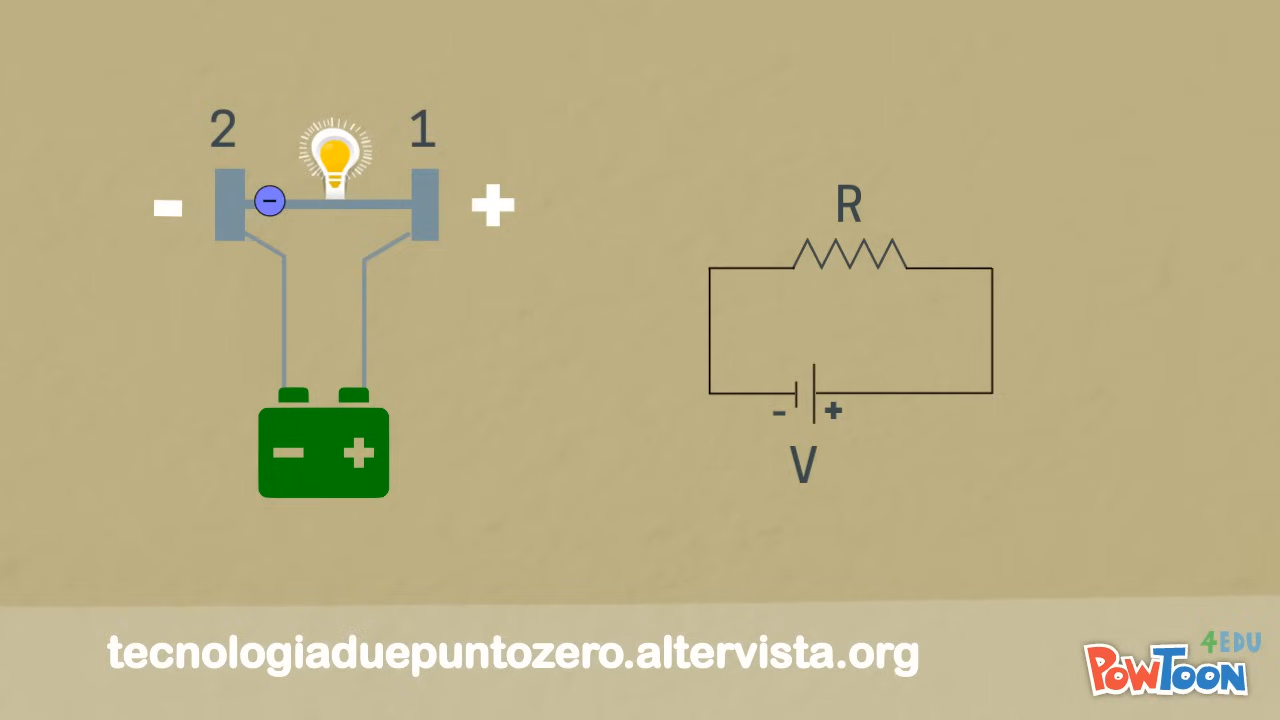 2 1
- - +
R
- +
V
- +
tecnologiaduepuntozero.altervista.org
4EDU
POWTOON